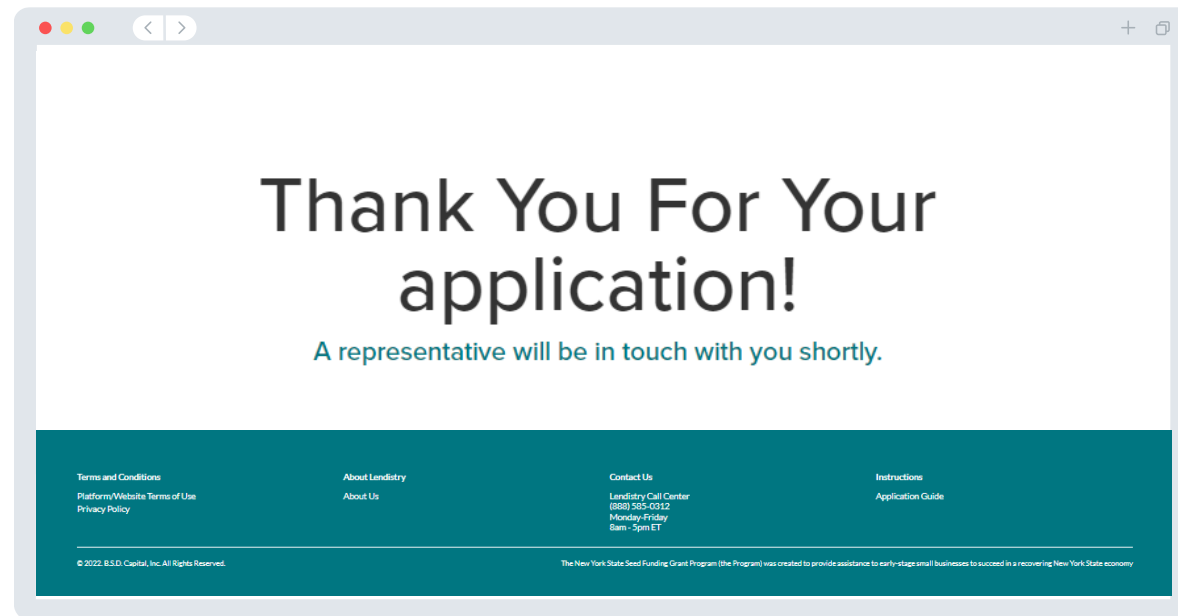 Thank You For Your
application!
A representative will be in touch with you shortly.
Terms and Conditions
Platform/Website Terms of Use
Privacy Policy
About Lendistry
About Us
Contact Us
Lendistry Call Center
(888) 585-0312
Monday-Friday
8am - 5pm ET
Instructions
Application Guide
© 2022. B.S.D. Capital, Inc. All Rights Reserved.
The New York State Seed Funding Grant Program (the Program) was created to provide assistance to early-stage small businesses to succeed in a recovering New York State economy